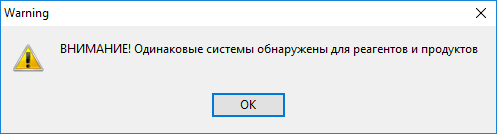 Warning
ВНИМАНИЕ! Одинаковые системы обнаружены для реагентов и продуктов
OK